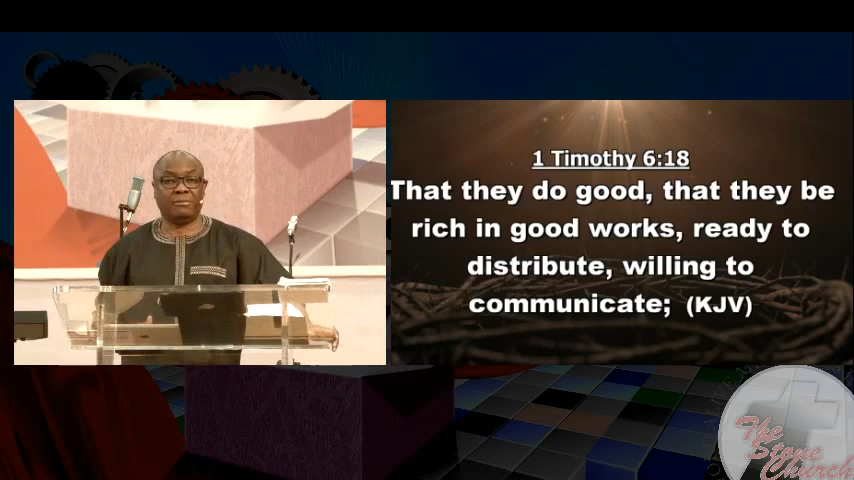 1 Timothy 6:18
That they do good, that they be
rich in good works, ready to
distribute, willing to
communicate; (KJV)
The
Stone
Church